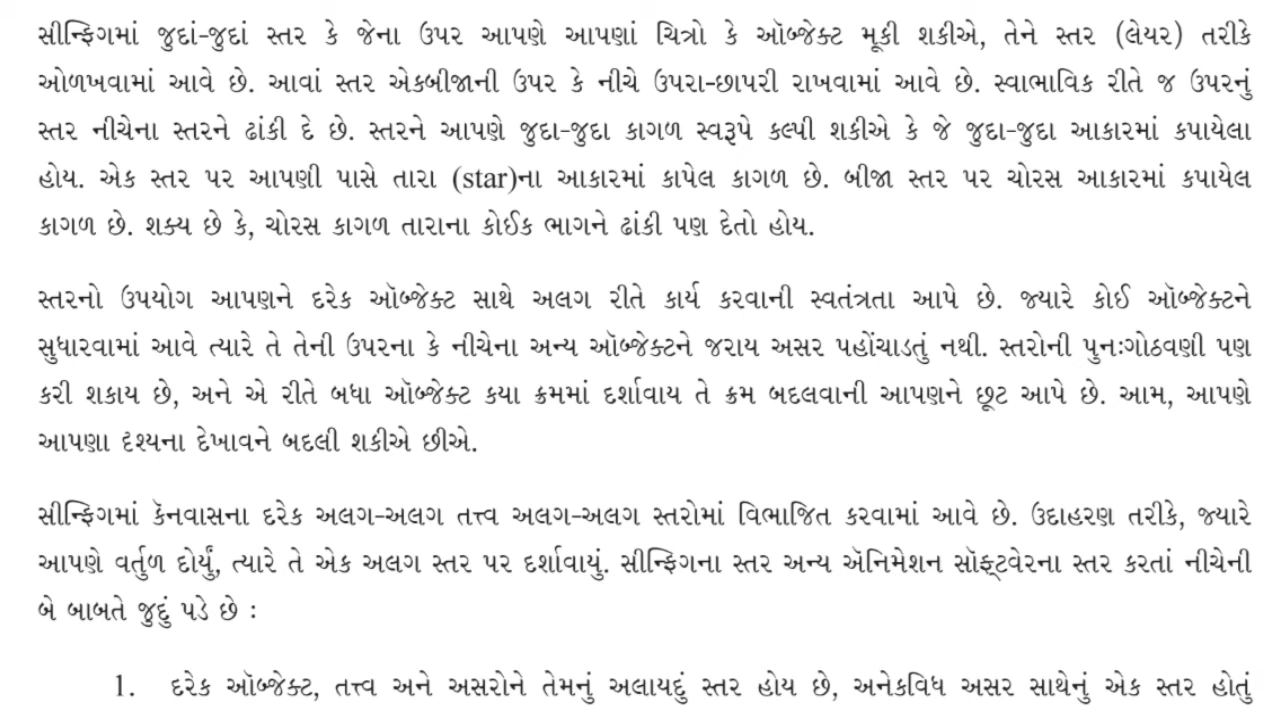 સીન્ફિગમાં જુદાં-જુદાં સ્તર કે જેના ઉપર આપણે આપણાં ચિત્રો કે ઑબ્જેક્ટ મૂકી શકીએ, તેને સ્તર (લેયર) તરીકે
ઓળખવામાં આવે છે. આવાં સ્તર એકબીજાની ઉપર કે નીચે ઉપરા-છાપરી રાખવામાં આવે છે. સ્વાભાવિક રીતે જ ઉપરનું
સ્તર નીચેના સ્તરને ઢાંકી દે છે. સ્તરને આપણે જુદા-જુદા કાગળ સ્વરૂપે કલ્પી શકીએ કે જે જુદા-જુદા આકારમાં કપાયેલા
હોય. એક સ્તર પર આપણી પાસે તારા (star)ના આકારમાં કાપેલ કાગળ છે. બીજા સ્તર પર ચોરસ આકારમાં કપાયેલ
કાગળ છે. શક્ય છે કે, ચોરસ કાગળ તારાના કોઈક ભાગને ઢાંકી પણ દેતો હોય.
સ્તરનો ઉપયોગ આપણને દરેક ઑબ્જેક્ટ સાથે અલગ રીતે કાર્ય કરવાની સ્વતંત્રતા આપે છે. જ્યારે કોઈ ઑબ્જેક્ટને
સુધારવામાં આવે ત્યારે તે તેની ઉપરના કે નીચેના અન્ય ઑબ્જેક્ટને જરાય અસર પહોંચાડતું નથી. સ્તરોની પુનઃગોઠવણી પણ
કરી શકાય છે, અને એ રીતે બધા ઑબ્જેક્ટ કયા ક્રમમાં દર્શાવાય તે ક્રમ બદલવાની આપણને છૂટ આપે છે. આમ, આપણે
આપણા દૃશ્યના દેખાવને બદલી શકીએ છીએ.
સીન્ફિગમાં કૅનવાસના દરેક અલગ-અલગ તત્ત્વ અલગ-અલગ સ્તરોમાં વિભાજિત કરવામાં આવે છે. ઉદાહરણ તરીકે, જ્યારે
આપણે વર્તુળ દોર્યું, ત્યારે તે એક અલગ સ્તર પર દર્શાવાયું. સીન્ફિગના સ્તર અન્ય ઍનિમેશન સૉફ્ટવેરના સ્તર કરતાં નીચેની
બે બાબતે જુદું પડે છે :
1. દરેક ઑબ્જેક્ટ, તત્ત્વ અને અસરોને તેમનું અલાયદું સ્તર હોય છે, અનેકવિધ અસર સાથેનું એક સ્તર હોતું